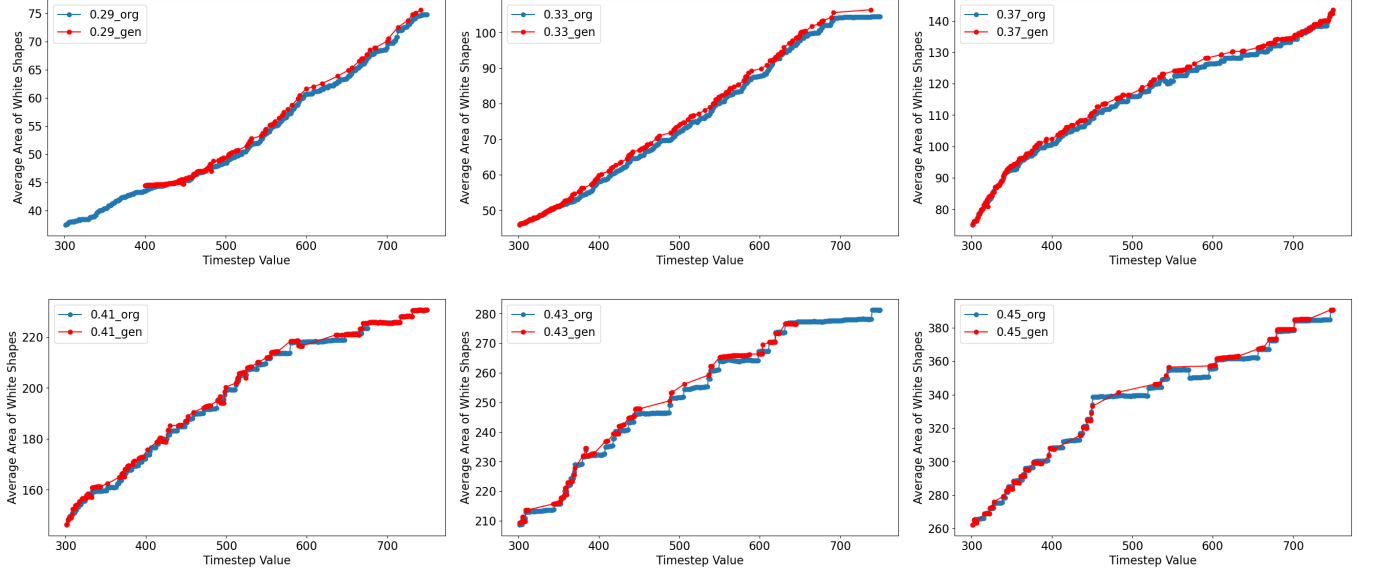 Average Area of White Shapes
75
70
65
60
55
50
45
40
0.29_org
0.29_gen
300 400 500 600 700
Timestep Value
Average Area of White Shapes
100
80
60
50
0.33_org
0.33_gen
300 400 500 600 700
Timestep Value
Average Area of White Shapes
140
130
120
110
100
90
80
0.37_org
0.37_gen
300 400 500 600 700
Timestep Value
Average Area of White Shapes
220
200
180
160
0.41_org
0.41_gen
300 400 500 600 700
Timestep Value
Average Area of White Shapes
280
270
260
250
240
230
220
210
0.43_org
0.43_gen
300 400 500 600 700
Timestep Value
Average Area of White Shapes
380
360
340
320
300
280
260
0.45_org
0.45_gen
300 400 500 600 700
Timestep Value